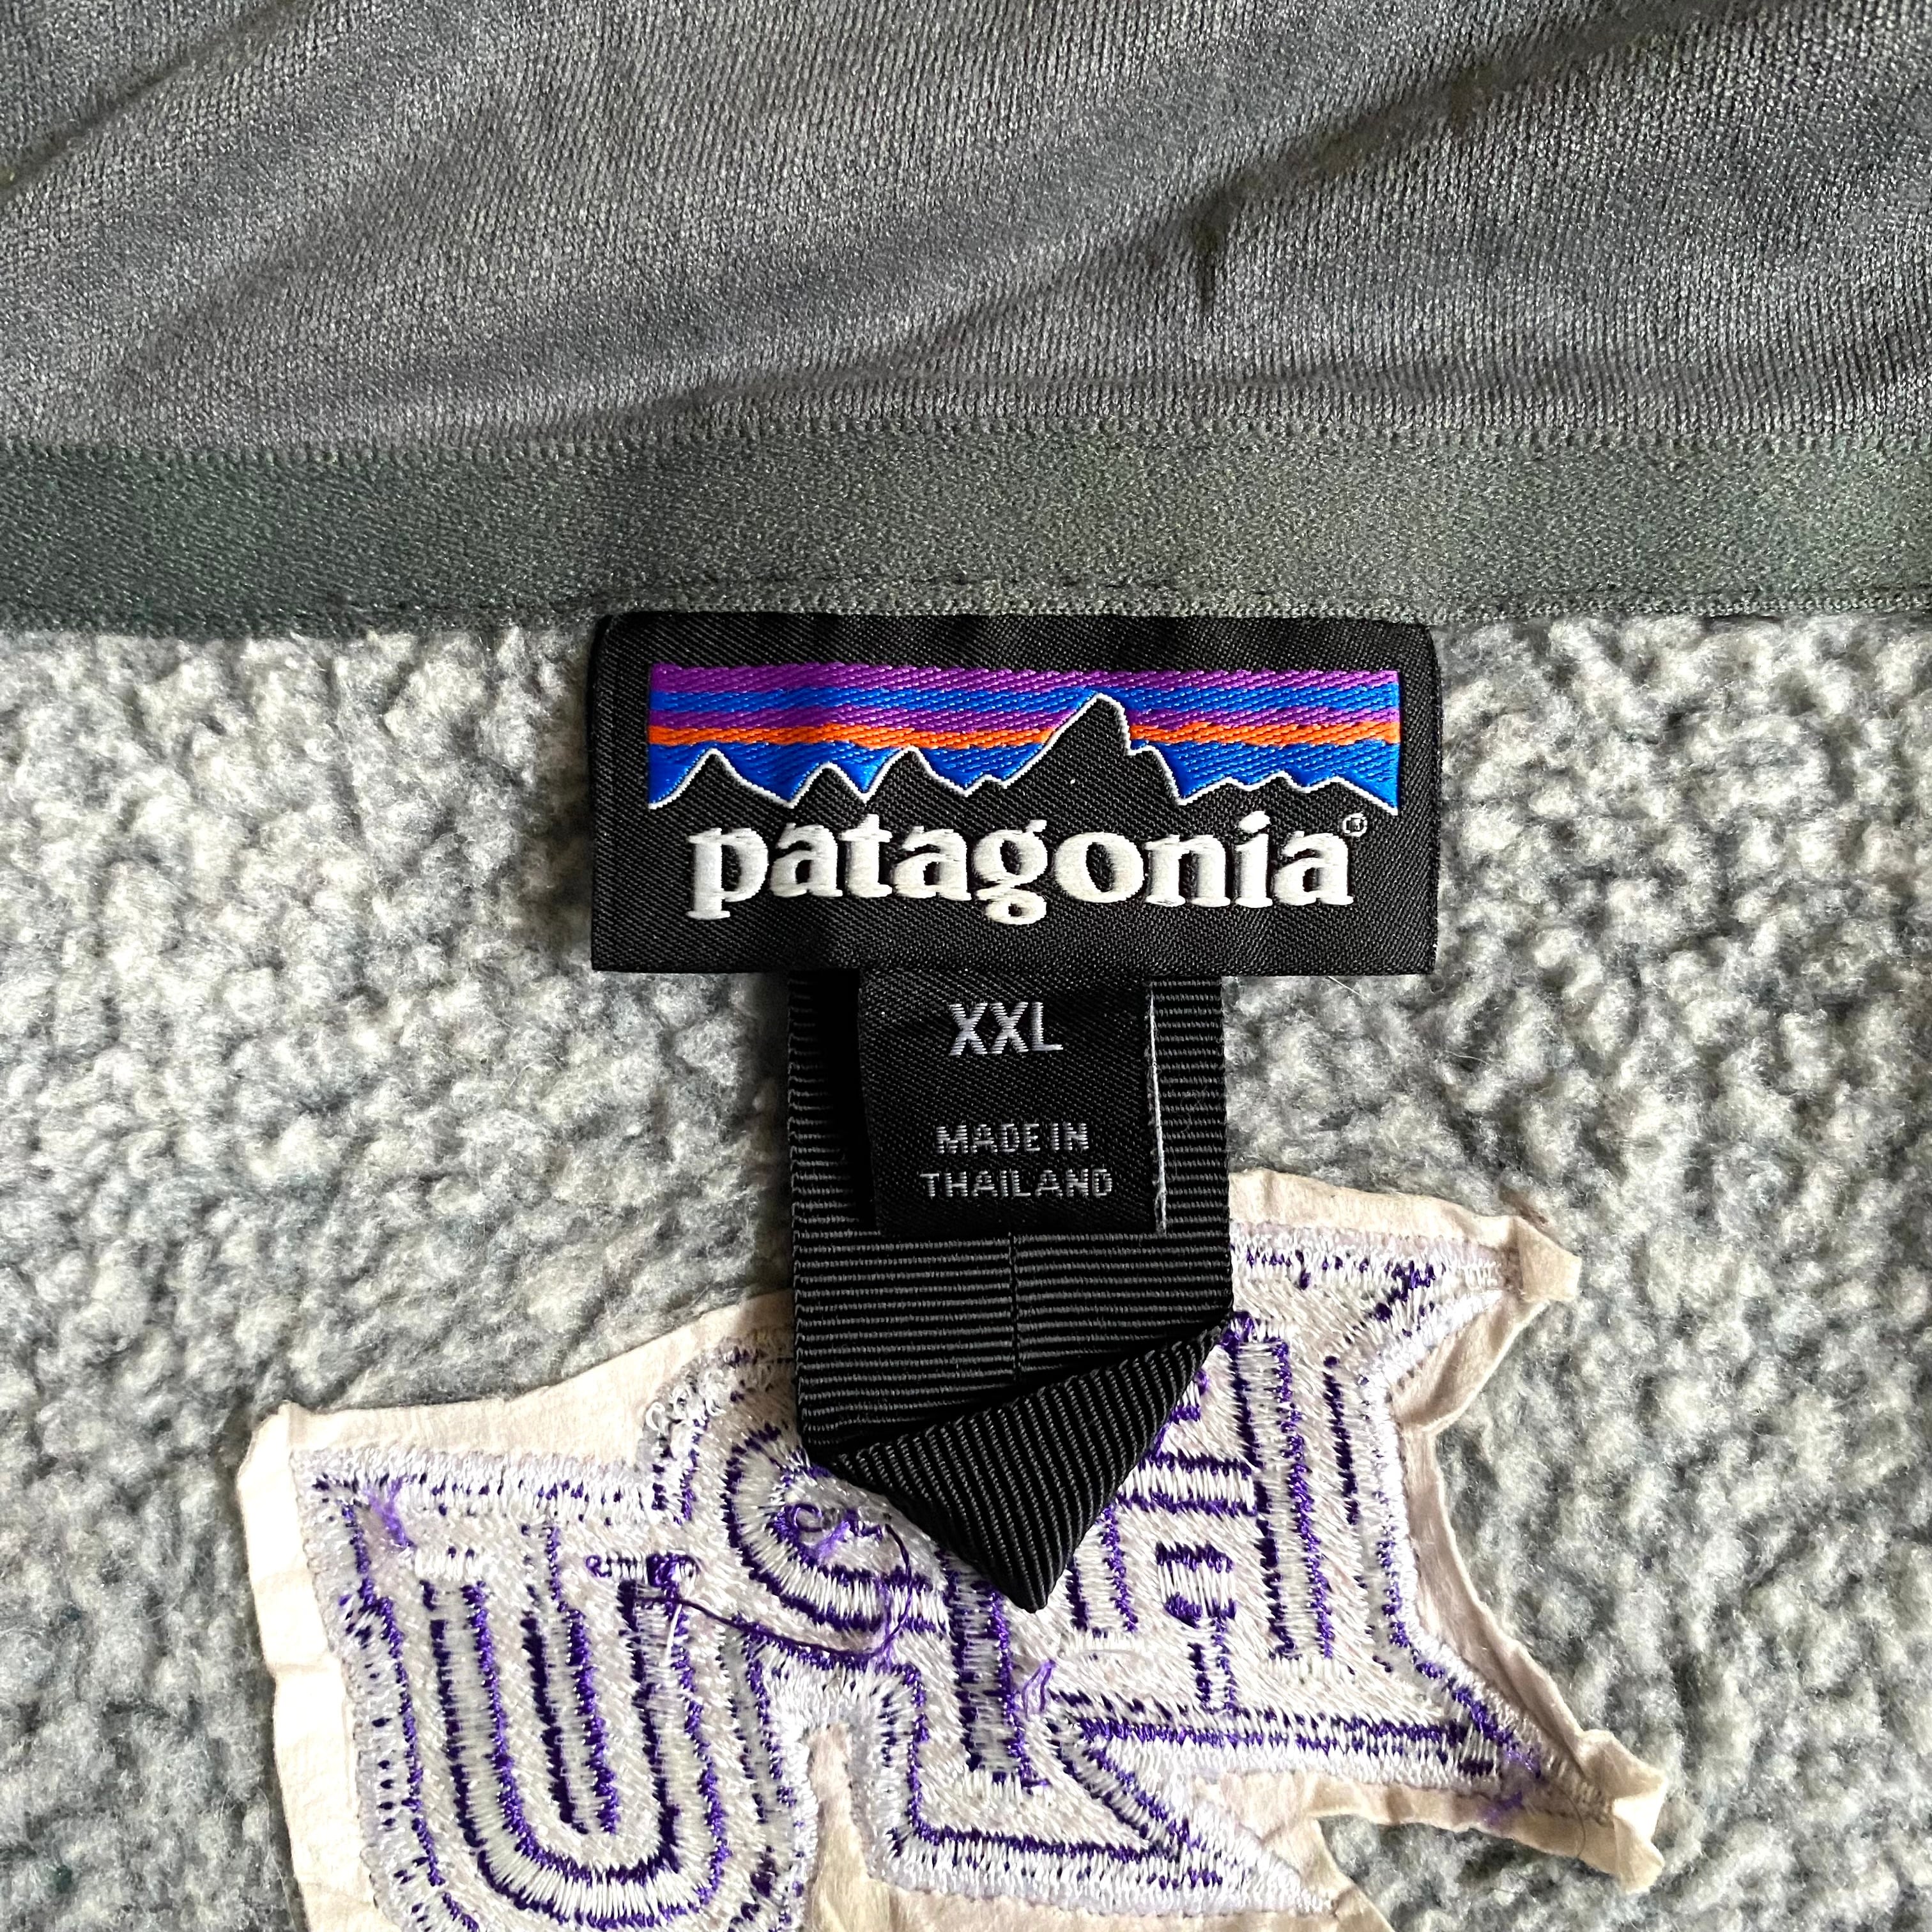 patagonia®
XXL
MADE IN
THAILAND